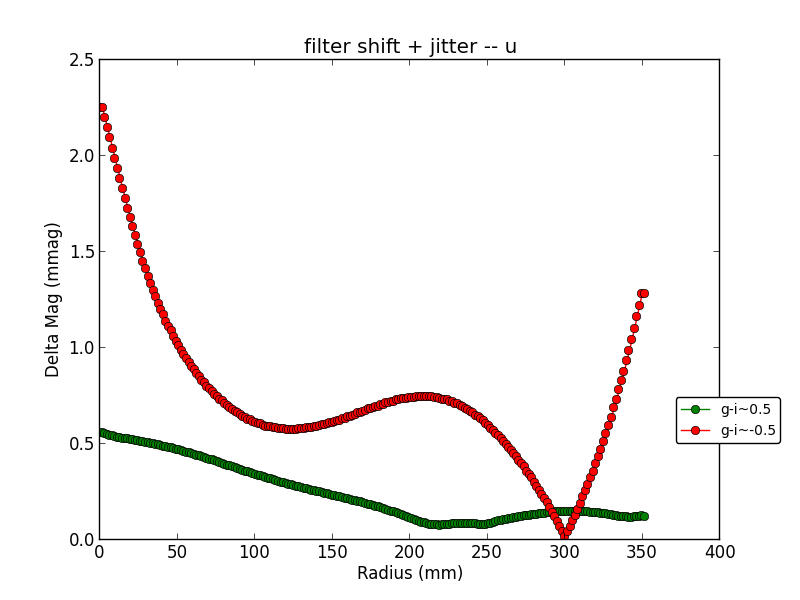 filter shift + jitter -- u
2.5
2.0
1.5
1.0
0.5
0.0
Delta Mag (mmag)
0 50 100 150 200 250 300 350 400
Radius (mm)
g-i~0.5
g-i~-0.5